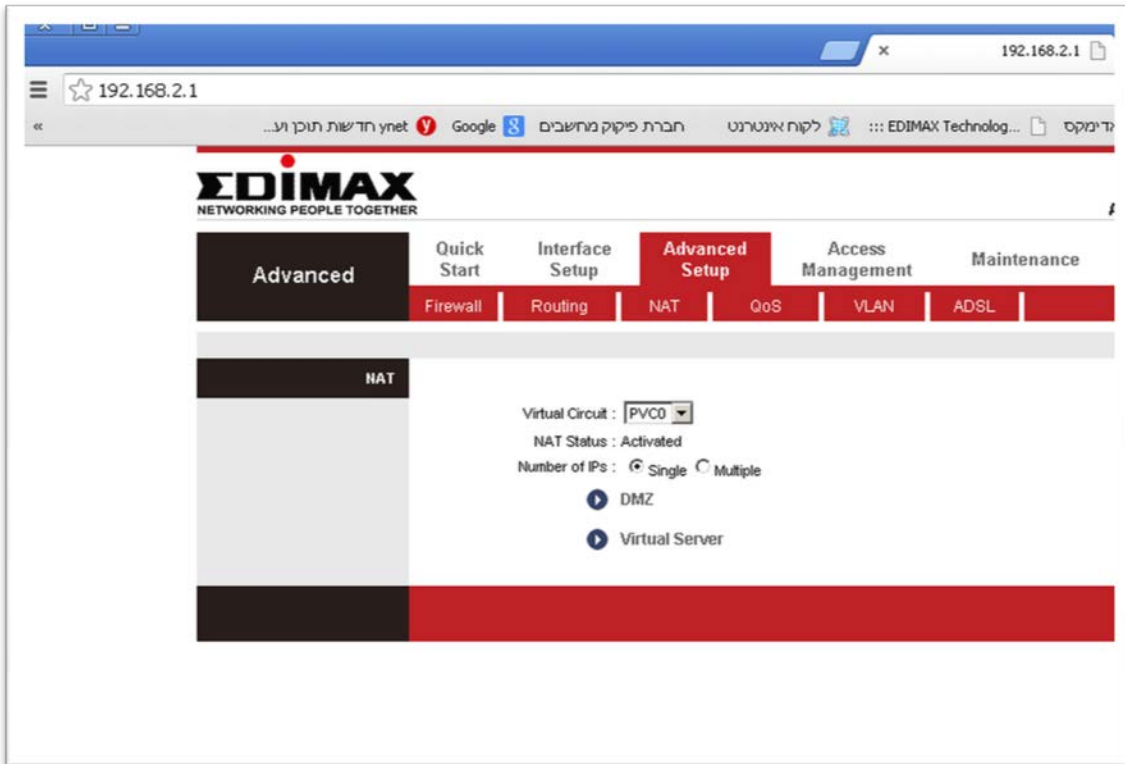 192.168.2.1
192.168.2.1
« ynet חדשות תוכן וע... Google חברת פיקוק מחשבים לקוח אינטרנט ::: EDIMAX Technolog... אדימקס
EDIMAX
NETWORKING PEOPLE TOGETHER
Advanced
Quick Start
Interface Setup
Advanced Setup
Access Management
Maintenance
Firewall Routing NAT QoS VLAN ADSL
NAT
Virtual Circuit : PVC0
NAT Status : Activated
Number of IPs : Single Multiple
DMZ
Virtual Server